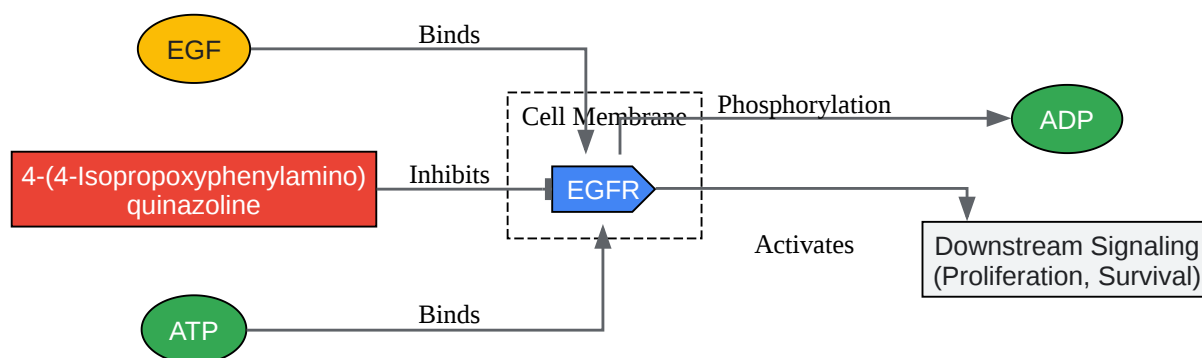 EGF
Binds
Cell Membrane
Phosphorylation
ADP
4-(4-Isopropoxyphenylamino)
quinazoline
Inhibits
EGFR
Activates
Downstream Signaling
(Proliferation, Survival)
ATP
Binds